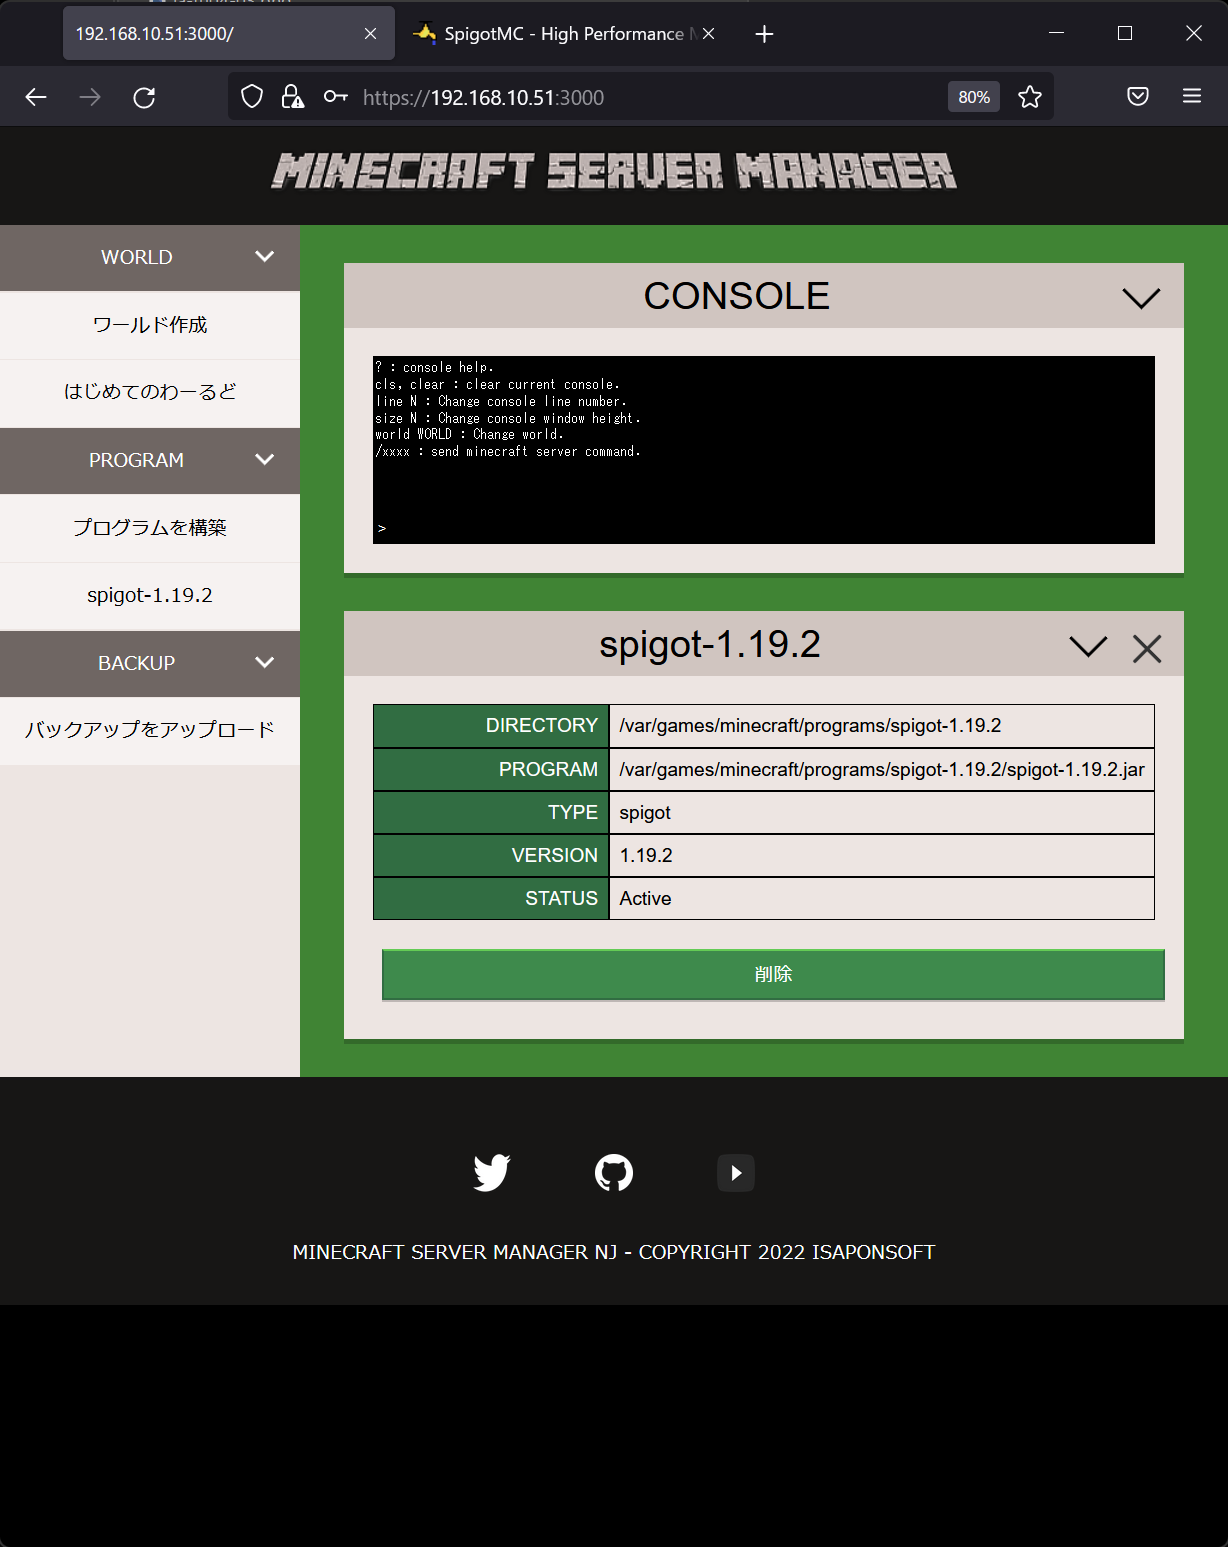 192.168.10.51:3000/
SpigotMC - High Performance
https://192.168.10.51:3000
80%
MINECRAFT SERVER MANAGER
WORLD
ワールド作成
はじめてのわーるど
PROGRAM
プログラムを構築
spigot-1.19.2
BACKUP
バックアップをアップロード
CONSOLE
? : console help.
cls, clear : clear current console.
line N : Change console line number.
size N : Change console window height.
world WORLD : Change world.
/xxxx : send minecraft server command.
>
spigot-1.19.2
DIRECTORY /var/games/minecraft/programs/spigot-1.19.2
PROGRAM /var/games/minecraft/programs/spigot-1.19.2/spigot-1.19.2.jar
TYPE spigot
VERSION 1.19.2
STATUS Active
削除
MINECRAFT SERVER MANAGER NJ - COPYRIGHT 2022 ISAPONSOFT